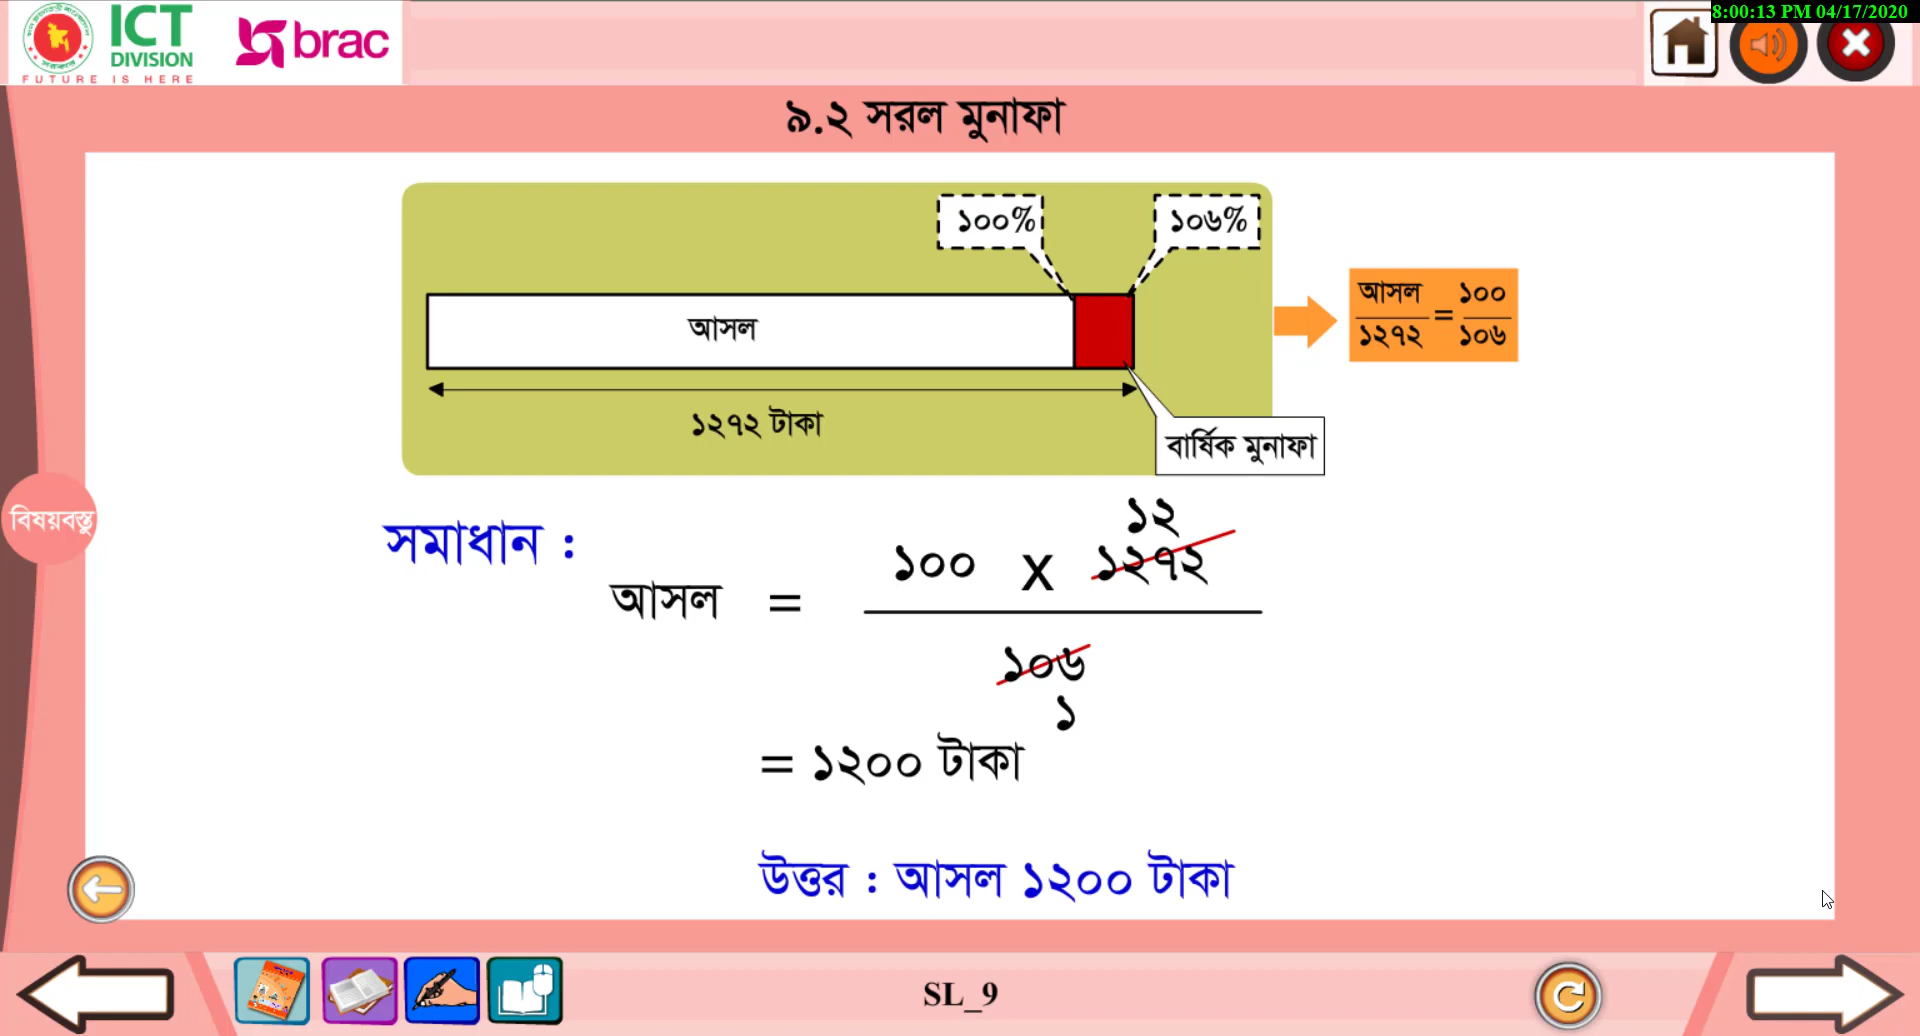 8:00:13 PM 04/17/2020
ICT
DIVISION
FUTURE IS HERE
brac
৯.২ সরল মুনাফা
১০০%
১০৬%
আসল
১২৭২ টাকা
বার্ষিক মুনাফা
আসল = ১০০
১২৭২ ১০৬
বিষয়বস্তু
সমাধান :
১২
১০০ x ১২৭২
আসল =
১০৬
১
= ১২০০ টাকা
উত্তর : আসল ১২০০ টাকা
SL_9